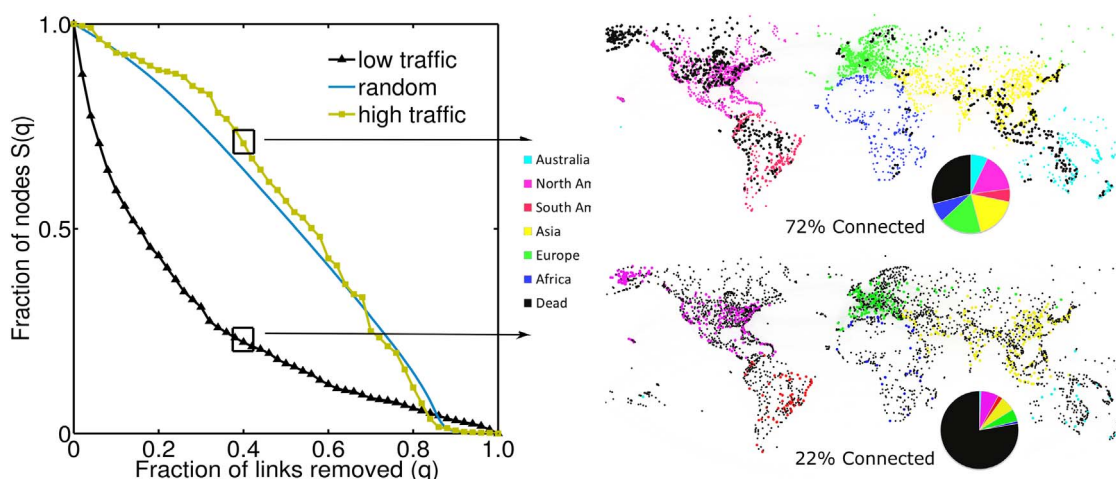 1.0
0.5
0
Fraction of nodes S(q)
low traffic
random
high traffic
0
0.2
0.4
0.6
0.8
1.0
Fraction of links removed (q)
Australia
North An
South An
Asia
Europe
Africa
Dead
72% Connected
22% Connected